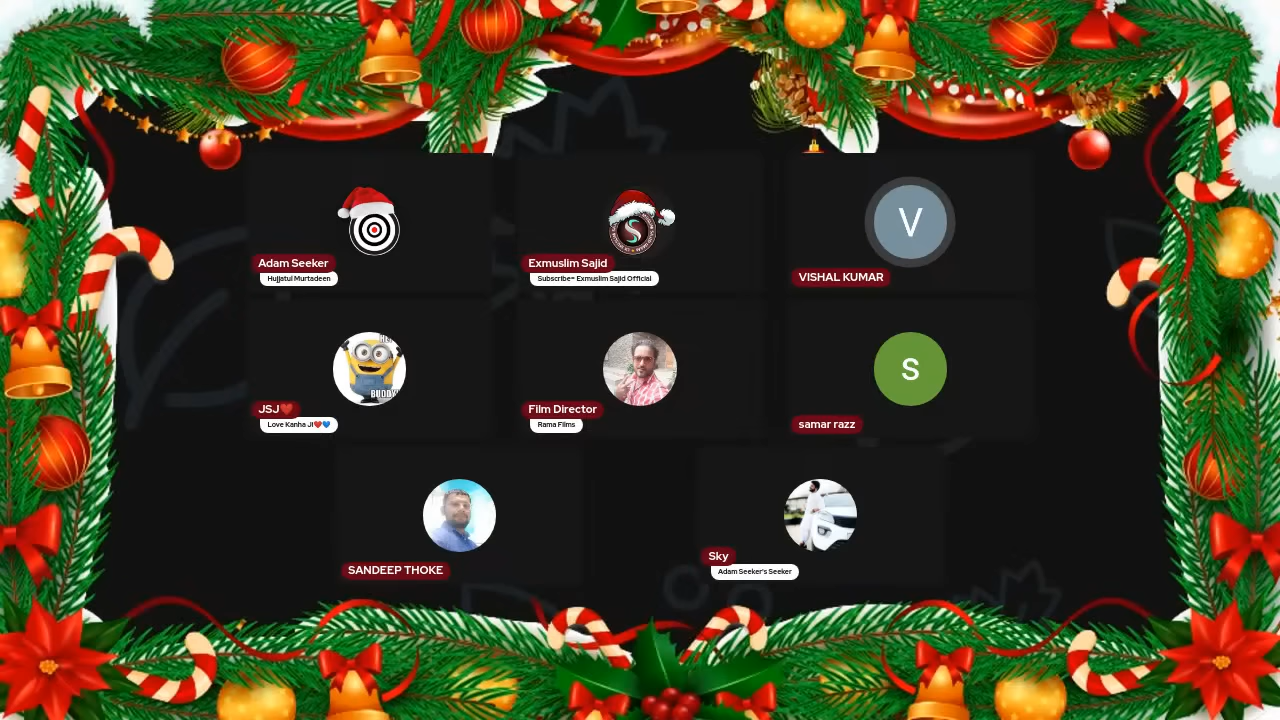 Adam Seeker
Hujjatul Murtadeen
Exmuslim Sajid
Subscribe= Exmuslim Sajid Official
V
VISHAL KUMAR
BUDDY
JSJ❤️
Love Kanha Ji❤️💙
Film Director
Rama Films
S
samar razz
SANDEEP THOKE
Sky
Adam Seeker's Seeker